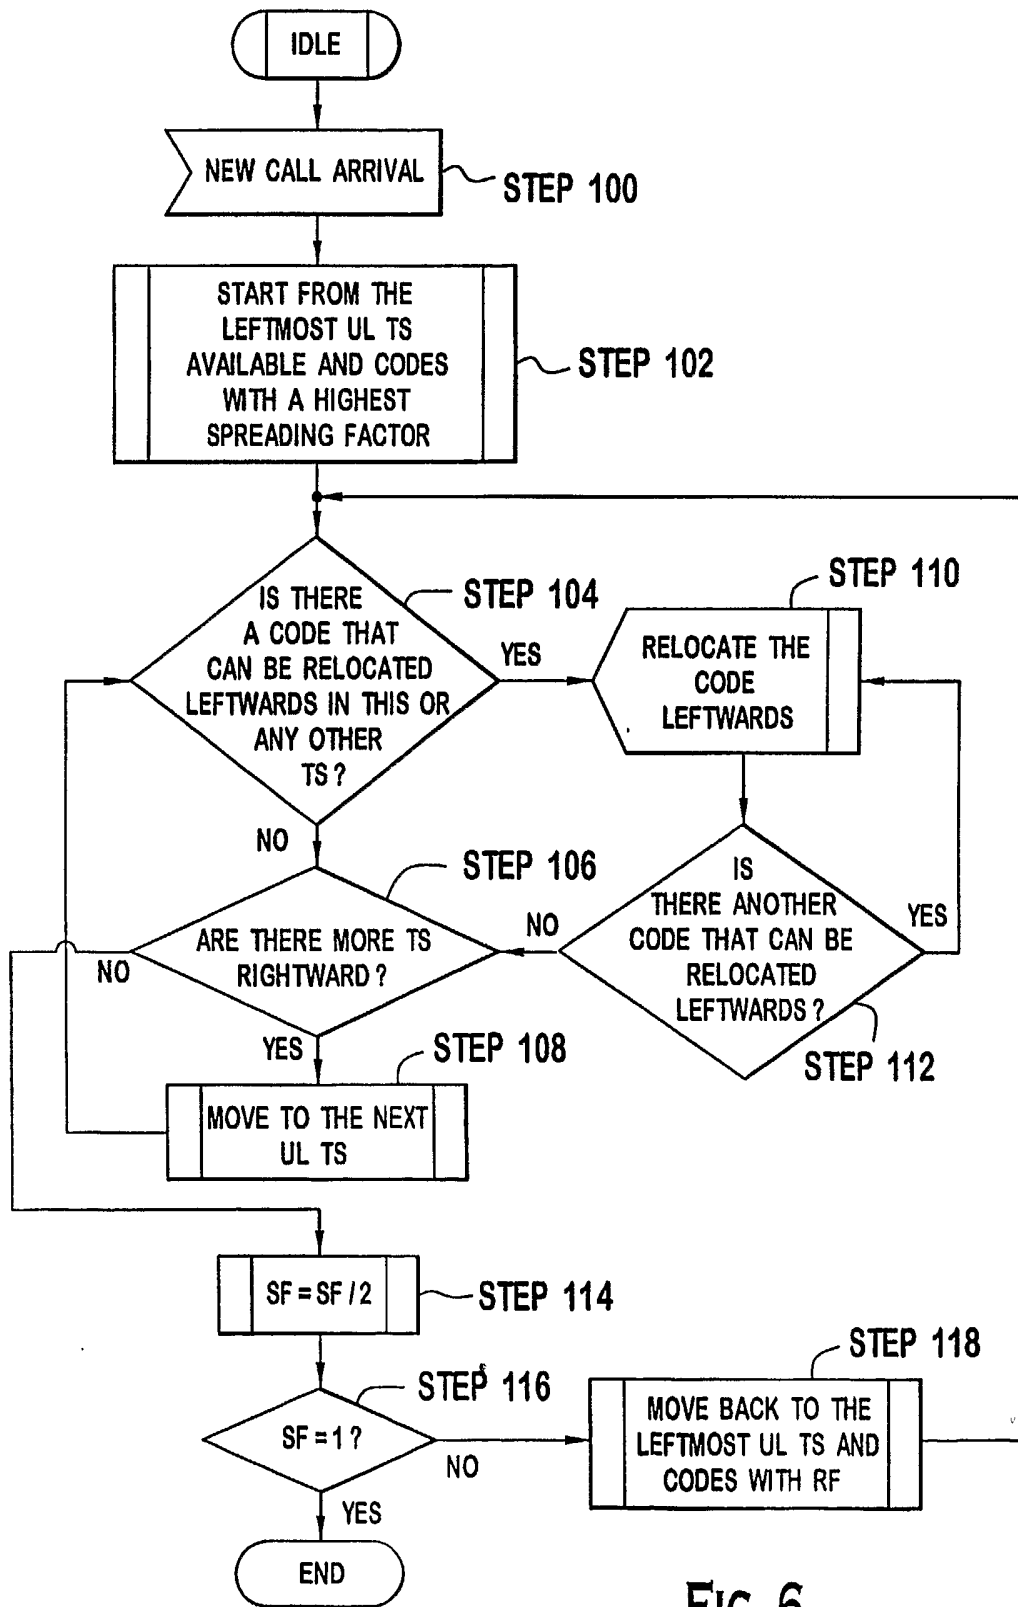 IDLE
NEW CALL ARRIVAL
STEP 100
START FROM THE
LEFTMOST UL TS
AVAILABLE AND CODES
WITH A HIGHEST
SPREADING FACTOR
STEP 102
IS THERE
A CODE THAT
CAN BE RELOCATED
LEFTWARDS IN THIS OR
ANY OTHER
TS?
STEP 104
YES
NO
RELOCATE THE
CODE
LEFTWARDS
STEP 110
ARE THERE MORE TS
RIGHTWARD?
STEP 106
NO
YES
IS
THERE ANOTHER
CODE THAT CAN BE
RELOCATED
LEFTWARDS?
STEP 112
NO
YES
MOVE TO THE NEXT
UL TS
STEP 108
SF = SF / 2
STEP 114
SF = 1?
STEP 116
NO
YES
MOVE BACK TO THE
LEFTMOST UL TS AND
CODES WITH RF
STEP 118
END
FIG. 6